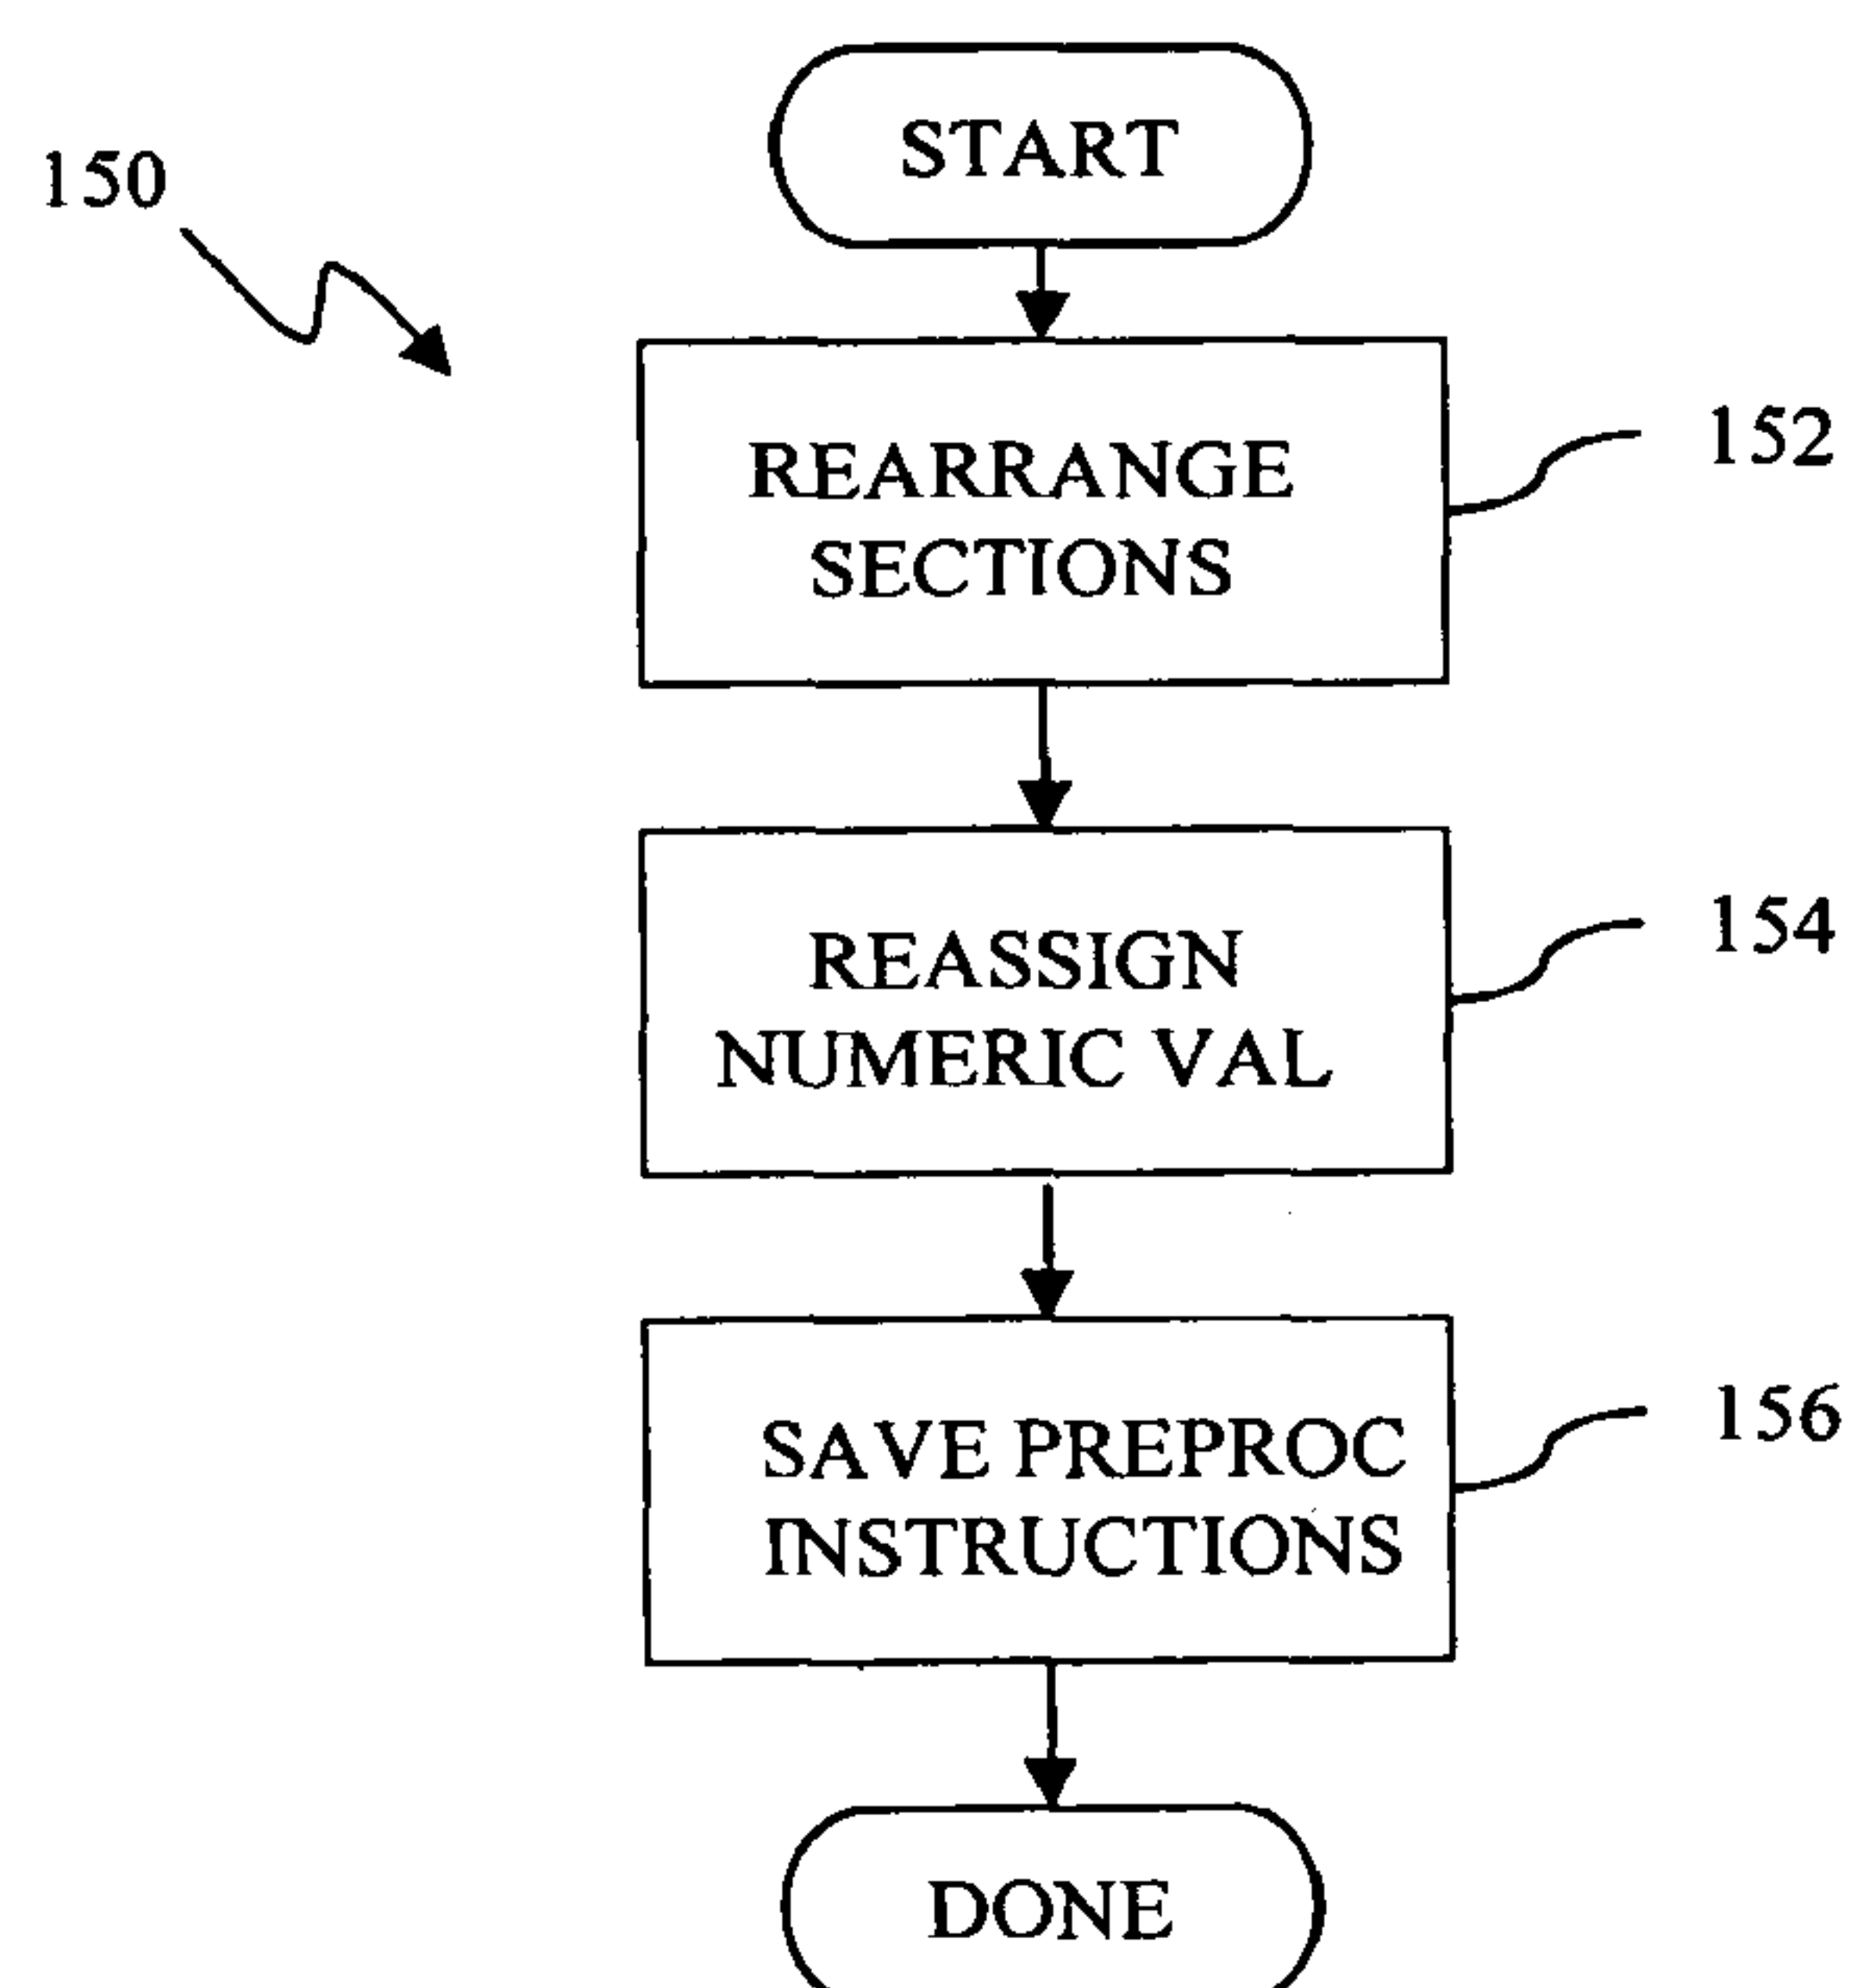 START
150
REARRANGE
SECTIONS
152
REASSIGN
NUMERIC VAL
154
SAVE PREPROC
INSTRUCTIONS
156
DONE